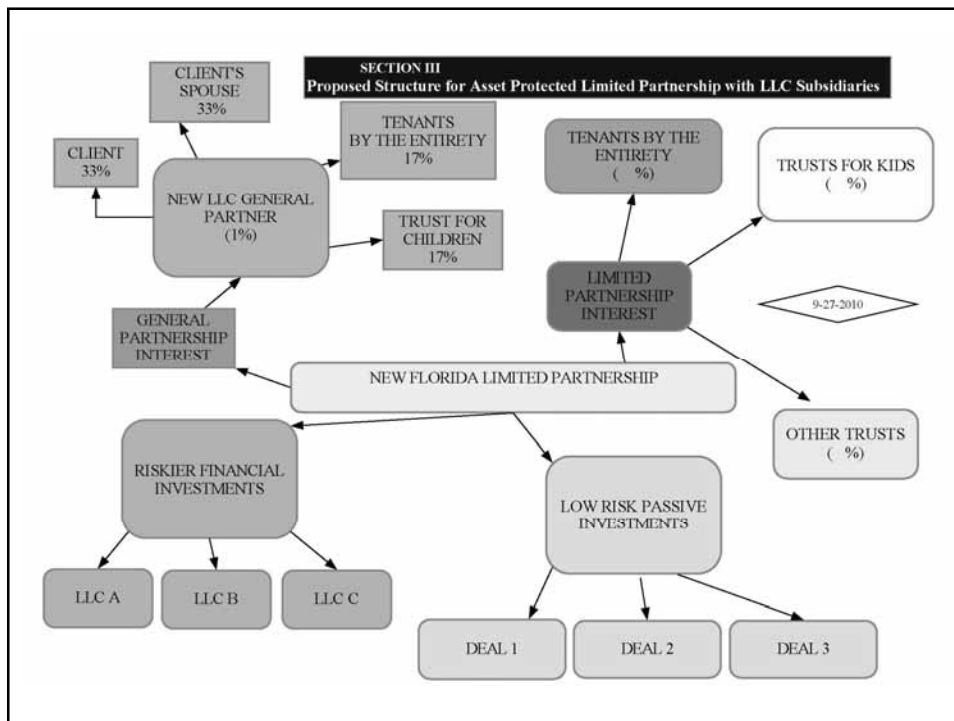 SECTION III
Proposed Structure for Asset Protected Limited Partnership with LLC Subsidiaries
CLIENT'S
SPOUSE
33%
CLIENT
33%
TENANTS
BY THE ENTIRETY
17%
NEW LLC GENERAL
PARTNER
(1%)
TRUST FOR
CHILDREN
17%
GENERAL
PARTNERSHIP
INTEREST
TENANTS BY THE
ENTIRETY
(   %)
TRUSTS FOR KIDS
(   %)
LIMITED
PARTNERSHIP
INTEREST
9-27-2010
NEW FLORIDA LIMITED PARTNERSHIP
OTHER TRUSTS
(   %)
RISKIER FINANCIAL
INVESTMENTS
LOW RISK PASSIVE
INVESTMENTS
LLC A
LLC B
LLC C
DEAL 1
DEAL 2
DEAL 3